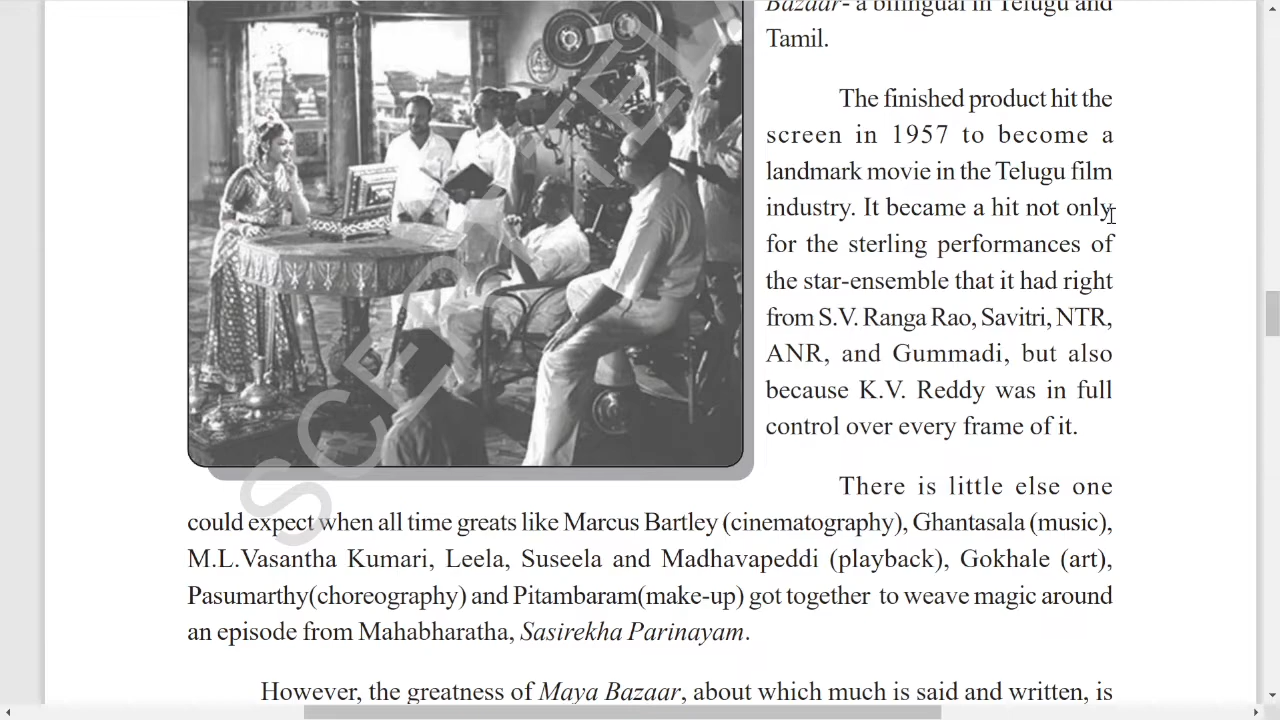 Bazaar- a bilingual in Telugu and
Tamil.
The finished product hit the
screen in 1957 to become a
landmark movie in the Telugu film
industry. It became a hit not only
for the sterling performances of
the star-ensemble that it had right
from S.V. Ranga Rao, Savitri, NTR,
ANR, and Gummadi, but also
because K.V. Reddy was in full
control over every frame of it.
There is little else one
could expect when all time greats like Marcus Bartley (cinematography), Ghantasala (music),
M.L.Vasantha Kumari, Leela, Suseela and Madhavapeddi (playback), Gokhale (art),
Pasumarthy(choreography) and Pitambaram(make-up) got together to weave magic around
an episode from Mahabharatha, Sasirekha Parinayam.
However, the greatness of Maya Bazaar, about which much is said and written, is